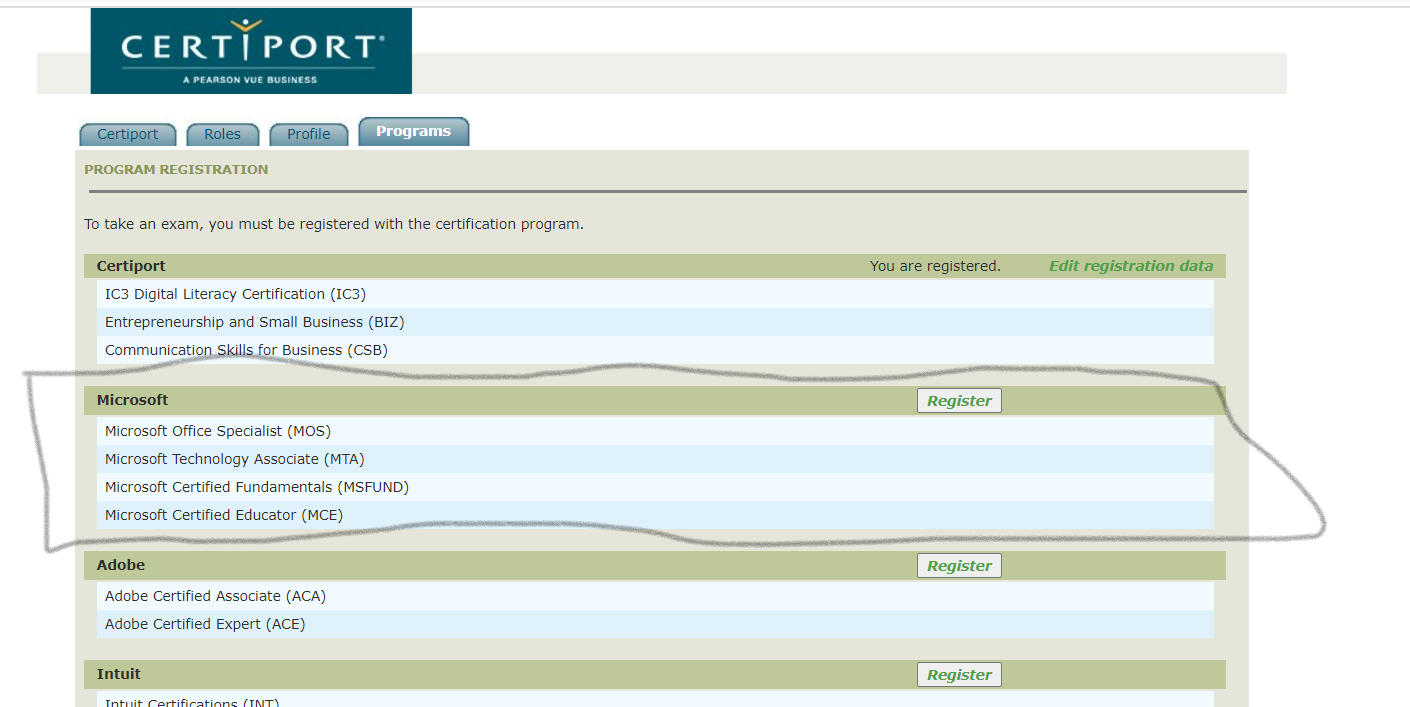 CERTIPORT®
A PEARSON VUE BUSINESS
Certiport Roles Profile Programs
PROGRAM REGISTRATION
To take an exam, you must be registered with the certification program.
Certiport You are registered. Edit registration data
IC3 Digital Literacy Certification (IC3)
Entrepreneurship and Small Business (BIZ)
Communication Skills for Business (CSB)
Microsoft Register
Microsoft Office Specialist (MOS)
Microsoft Technology Associate (MTA)
Microsoft Certified Fundamentals (MSFUND)
Microsoft Certified Educator (MCE)
Adobe Register
Adobe Certified Associate (ACA)
Adobe Certified Expert (ACE)
Intuit Register
Intuit Certifications (INT)